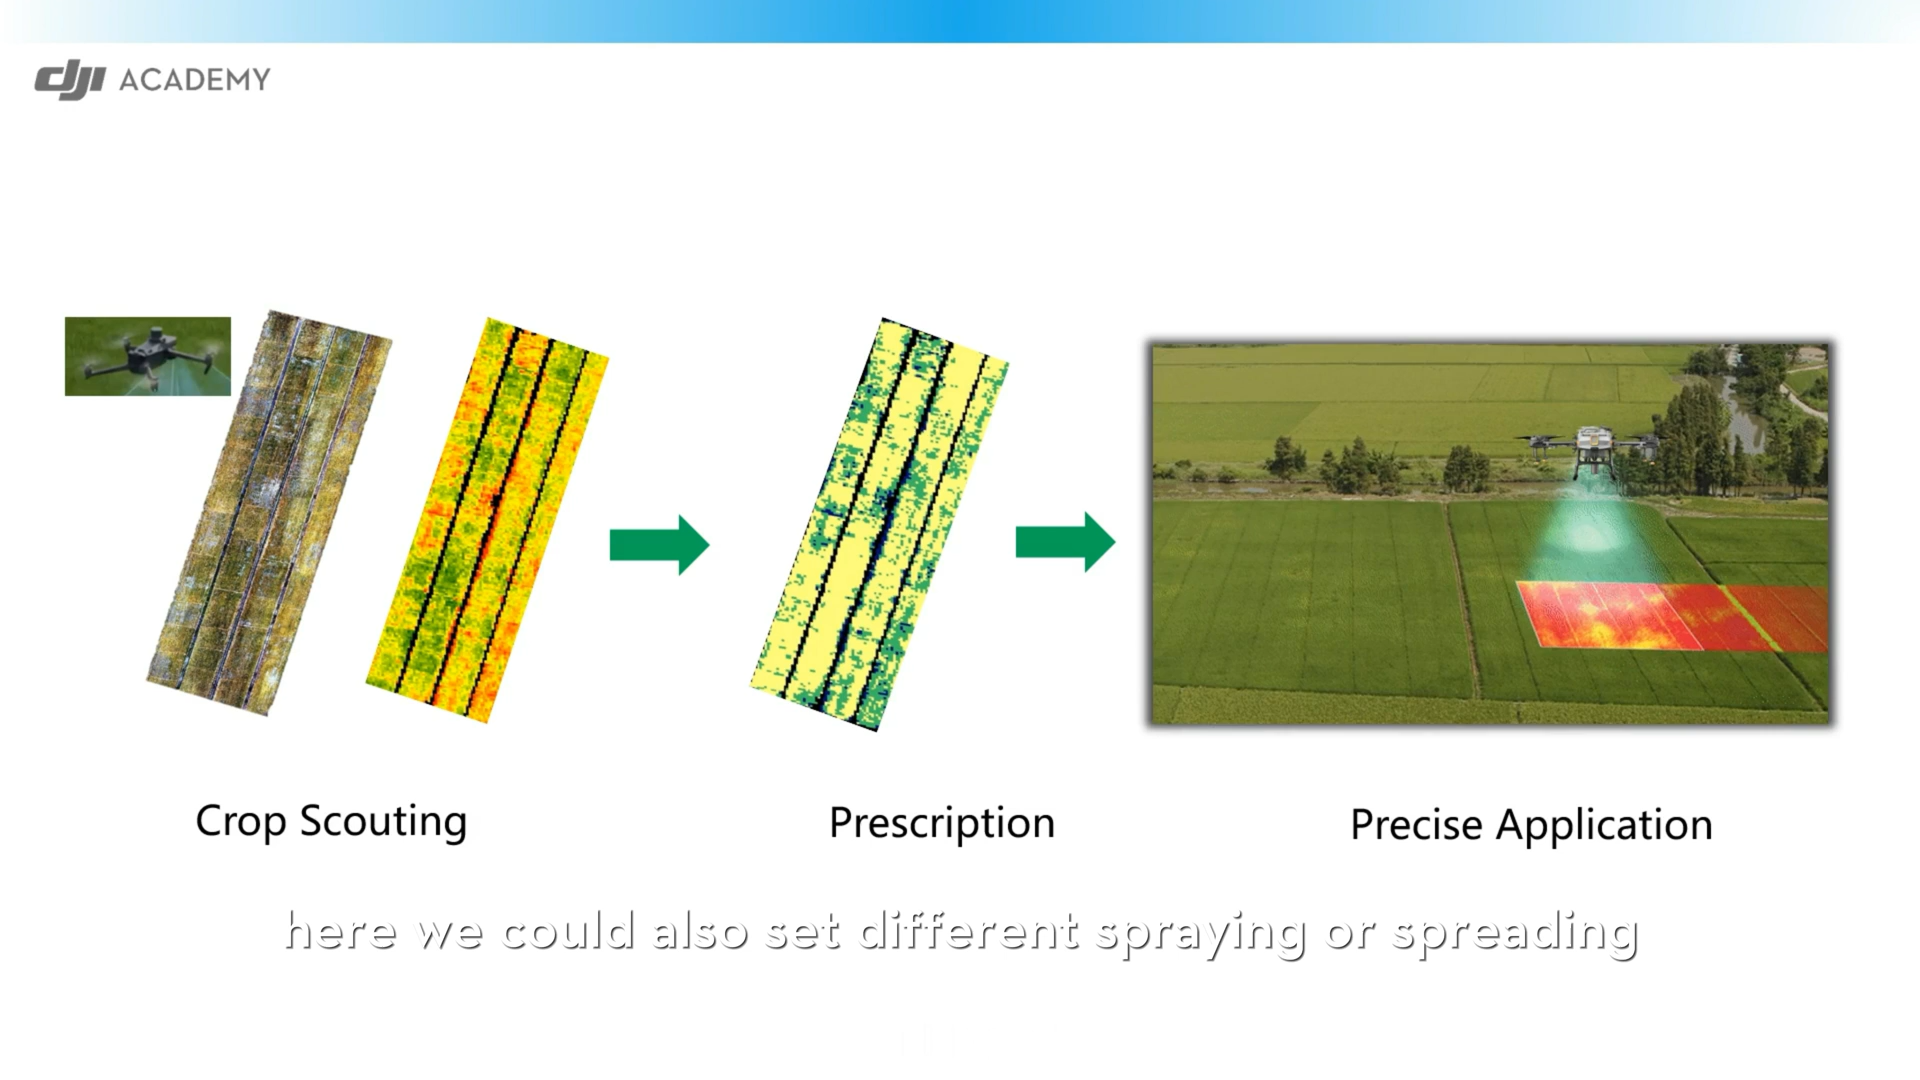 dji ACADEMY
Crop Scouting
Prescription
Precise Application
here we could also set different spraying or spreading